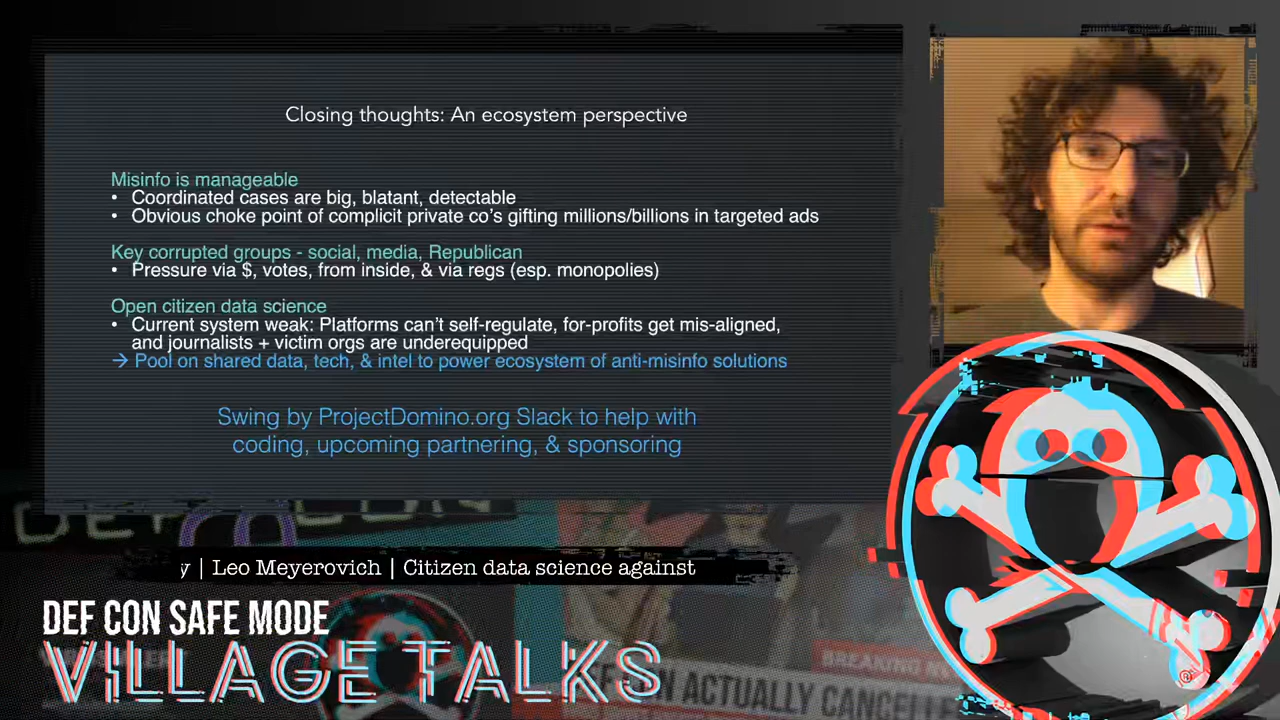 Closing thoughts: An ecosystem perspective
Misinfo is manageable
• Coordinated cases are big, blatant, detectable
• Obvious choke point of complicit private co's gifting millions/billions in targeted ads
Key corrupted groups - social, media, Republican
• Pressure via $, votes, from inside, & via regs (esp. monopolies)
Open citizen data science
• Current system weak: Platforms can't self-regulate, for-profits get mis-aligned,
and journalists + victim orgs are underequipped
→ Pool on shared data, tech, & intel to power ecosystem of anti-misinfo solutions
Swing by ProjectDomino.org Slack to help with
coding, upcoming partnering, & sponsoring
DEF CON
y | Leo Meyerovich | Citizen data science against
DEF CON SAFE MODE
VILLAGE TALKS
BREAKING
CON ACTUALLY CANCELLE
®